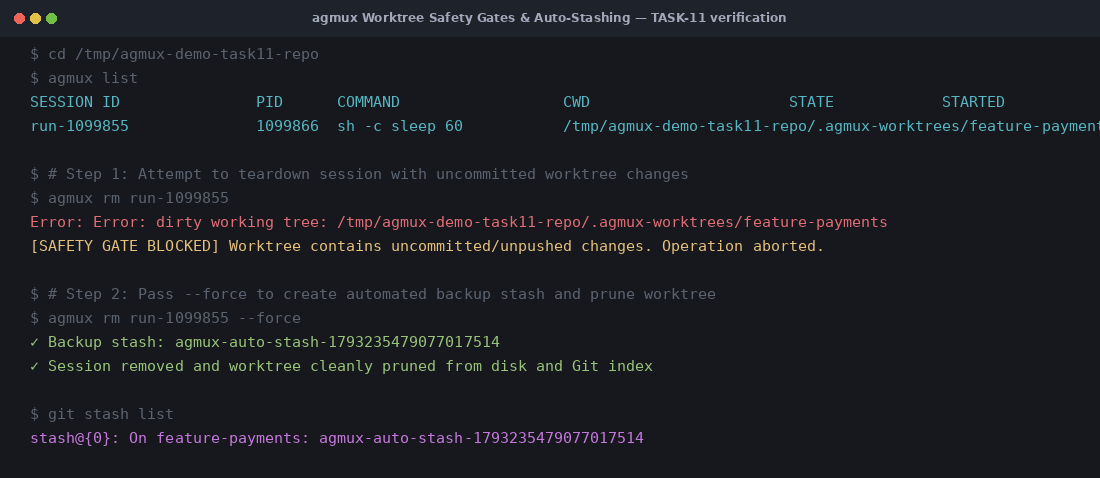 agmux Worktree Safety Gates & Auto-Stashing — TASK-11 verification
$ cd /tmp/agmux-demo-task11-repo
$ agmux list
SESSION ID PID COMMAND CWD STATE STARTED
run-1099855 1099866 sh -c sleep 60 /tmp/agmux-demo-task11-repo/.agmux-worktrees/feature-payment
$ # Step 1: Attempt to teardown session with uncommitted worktree changes
$ agmux rm run-1099855
Error: Error: dirty working tree: /tmp/agmux-demo-task11-repo/.agmux-worktrees/feature-payments
[SAFETY GATE BLOCKED] Worktree contains uncommitted/unpushed changes. Operation aborted.
$ # Step 2: Pass --force to create automated backup stash and prune worktree
$ agmux rm run-1099855 --force
✓ Backup stash: agmux-auto-stash-1793235479077017514
✓ Session removed and worktree cleanly pruned from disk and Git index
$ git stash list
stash@{0}: On feature-payments: agmux-auto-stash-1793235479077017514